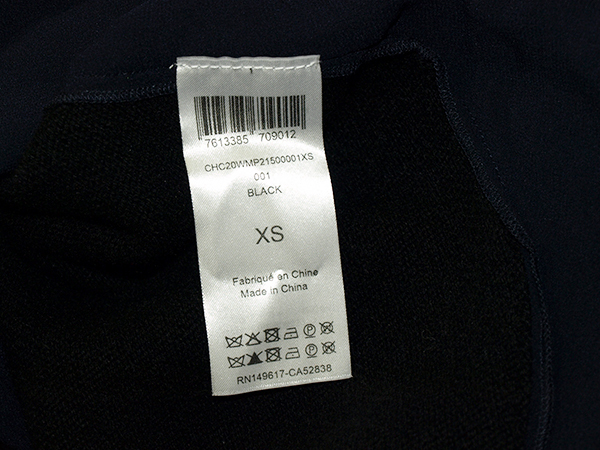 7613385 709012
CHC20WMP21500001XS
001
BLACK
XS
Fabriqué en Chine
Made in China
RN149617-CA52838